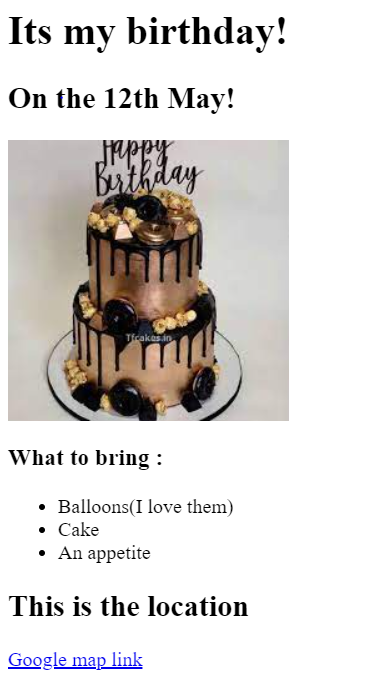 Its my birthday!
On the 12th May!
Happy
Birthday
Tfcakes.in
What to bring :
Balloons(I love them)
Cake
An appetite
This is the location
Google map link